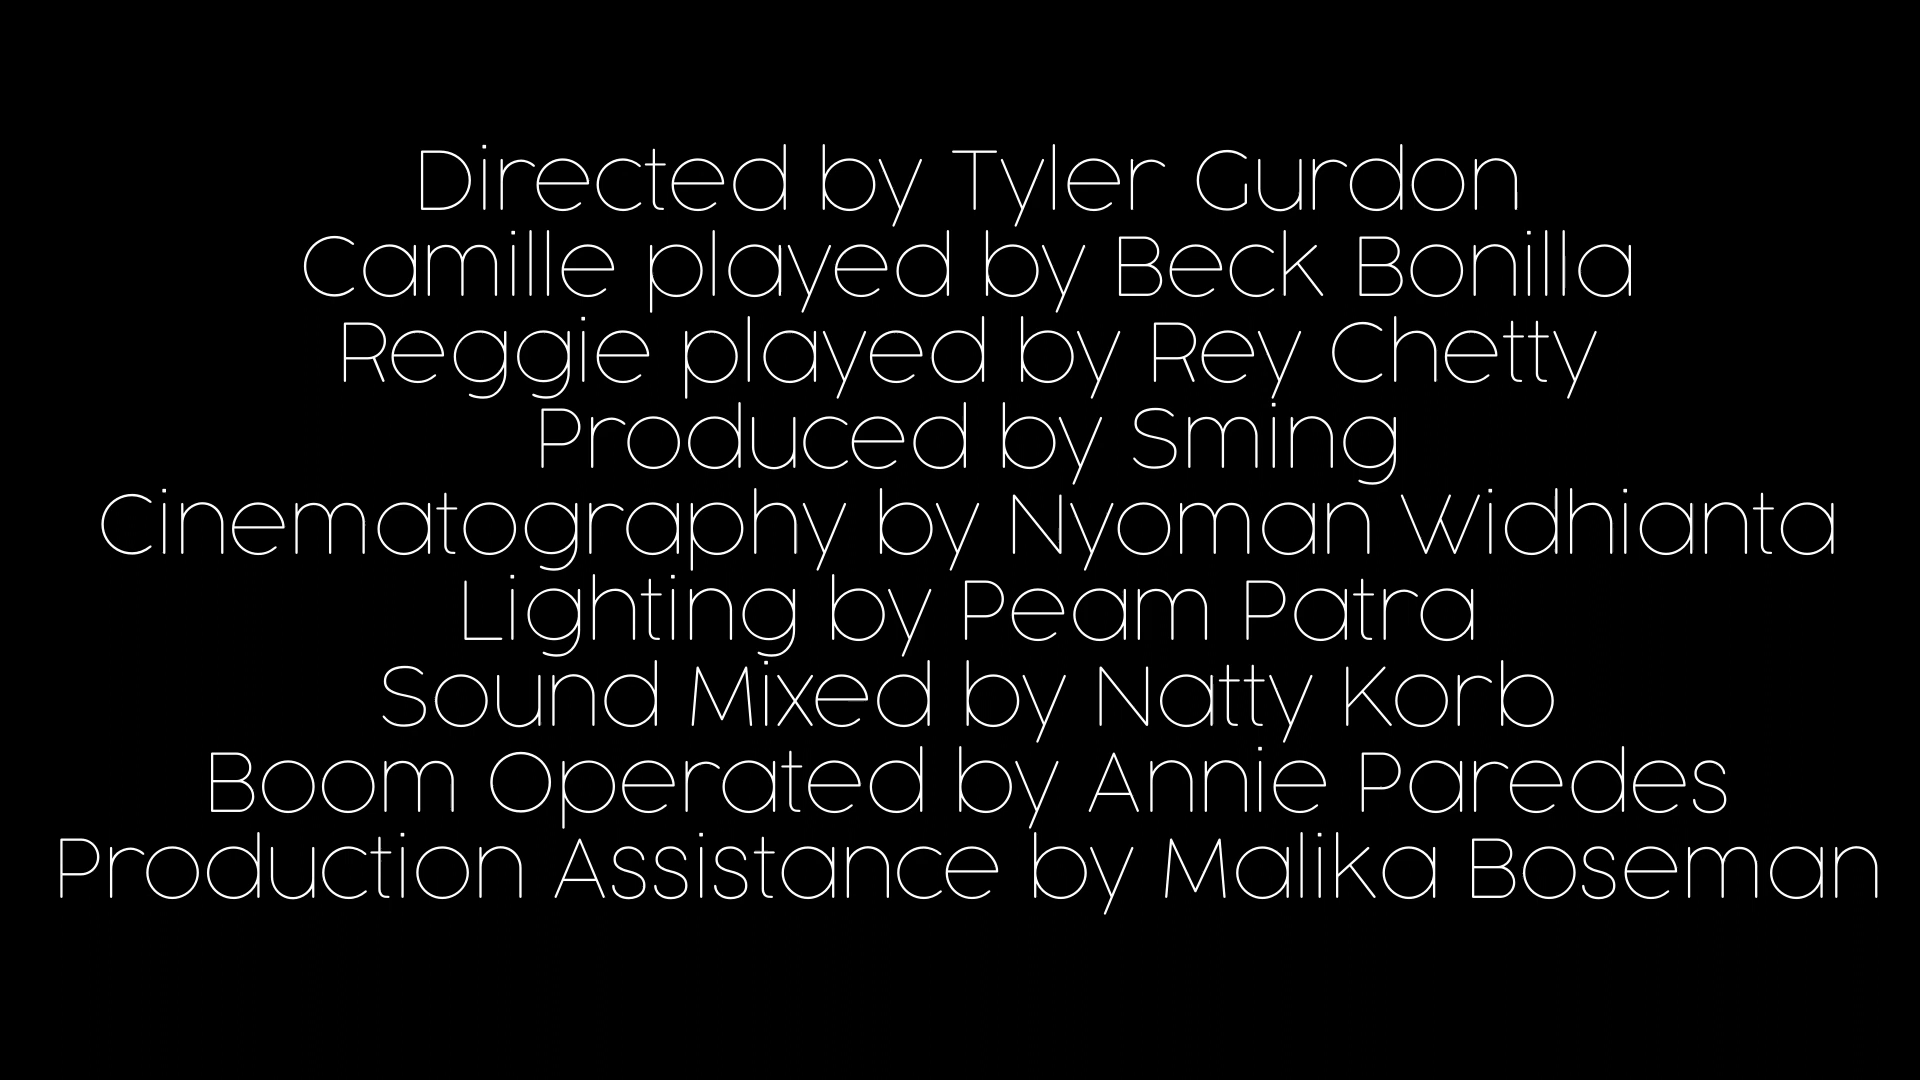 Directed by Tyler Gurdon
Camille played by Beck Bonilla
Reggie played by Rey Chetty
Produced by Sming
Cinematography by Nyoman Widhianta
Lighting by Peam Patra
Sound Mixed by Natty Korb
Boom Operated by Annie Paredes
Production Assistance by Malika Boseman